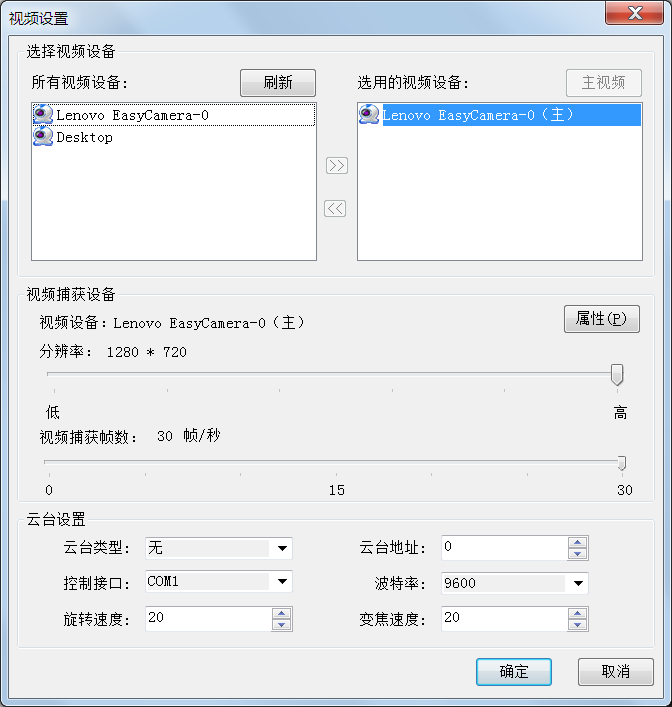 视频设置
选择视频设备
所有视频设备: 刷新 选用的视频设备: 主视频
Lenovo EasyCamera-0 Lenovo EasyCamera-0（主）
Desktop
>>
<<
视频捕获设备
视频设备：Lenovo EasyCamera-0（主） 属性(P)
分辨率： 1280 * 720
低 高
视频捕获帧数： 30 帧/秒
0 15 30
云台设置
云台类型： 无 云台地址： 0
控制接口： COM1 波特率： 9600
旋转速度： 20 变焦速度： 20
确定 取消